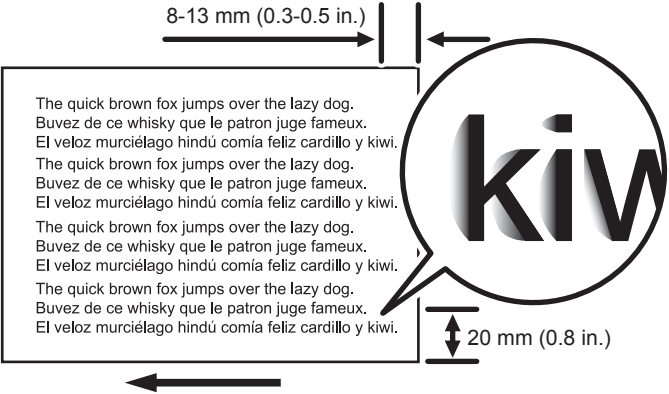 8-13 mm (0.3-0.5 in.)
The quick brown fox jumps over the lazy dog.
Buvez de ce whisky que le patron juge fameux.
El veloz murciélago hindú comía feliz cardillo y kiwi.
The quick brown fox jumps over the lazy dog.
Buvez de ce whisky que le patron juge fameux.
El veloz murciélago hindú comía feliz cardillo y kiwi.
The quick brown fox jumps over the lazy dog.
Buvez de ce whisky que le patron juge fameux.
El veloz murciélago hindú comía feliz cardillo y kiwi.
The quick brown fox jumps over the lazy dog.
Buvez de ce whisky que le patron juge fameux.
El veloz murciélago hindú comía feliz cardillo y kiwi.
kiw
20 mm (0.8 in.)